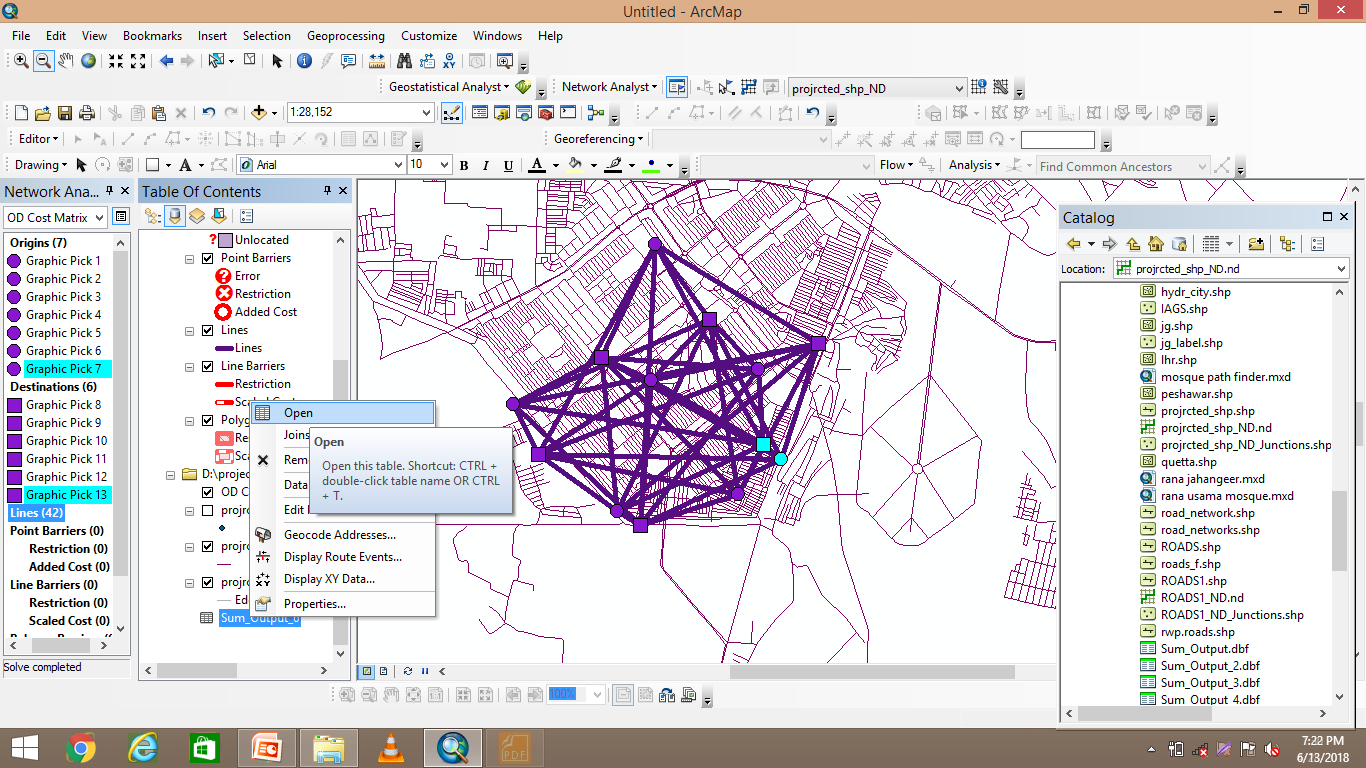 Untitled - ArcMap
File Edit View Bookmarks Insert Selection Geoprocessing Customize Windows Help
Geostatistical Analyst Network Analyst projrcted_shp_ND
1:28,152
Editor Georeferencing
Drawing Arial 10 B I U A Flow Analysis Find Common Ancestors
Network Ana...
OD Cost Matrix
Origins (7)
Graphic Pick 1
Graphic Pick 2
Graphic Pick 3
Graphic Pick 4
Graphic Pick 5
Graphic Pick 6
Graphic Pick 7
Destinations (6)
Graphic Pick 8
Graphic Pick 9
Graphic Pick 10
Graphic Pick 11
Graphic Pick 12
Graphic Pick 13
Lines (42)
Point Barriers (0)
Restriction (0)
Added Cost (0)
Line Barriers (0)
Restriction (0)
Scaled Cost (0)
Solve completed
Table Of Contents
Unlocated
Point Barriers
Error
Restriction
Added Cost
Lines
Lines
Line Barriers
Restriction
Polyg
Re
Sca
D:\projec
OD C
projr
projrc
projrc
Ed
Sum_Output_6
Open
Joins
Rem
Data
Edit
Geocode Addresses...
Display Route Events...
Display XY Data...
Properties...
Open
Open this table. Shortcut: CTRL +
double-click table name OR CTRL
+ T.
100%
Catalog
Location: projrcted_shp_ND.nd
hydr_city.shp
IAGS.shp
jg.shp
jg_label.shp
lhr.shp
mosque path finder.mxd
peshawar.shp
projrcted_shp.shp
projrcted_shp_ND.nd
projrcted_shp_ND_Junctions.shp
quetta.shp
rana jahangeer.mxd
rana usama mosque.mxd
road_network.shp
road_networks.shp
ROADS.shp
roads_f.shp
ROADS1.shp
ROADS1_ND.nd
ROADS1_ND_Junctions.shp
rwp.roads.shp
Sum_Output.dbf
Sum_Output_2.dbf
Sum_Output_3.dbf
Sum_Output_4.dbf
PDF
7:22 PM
6/13/2018